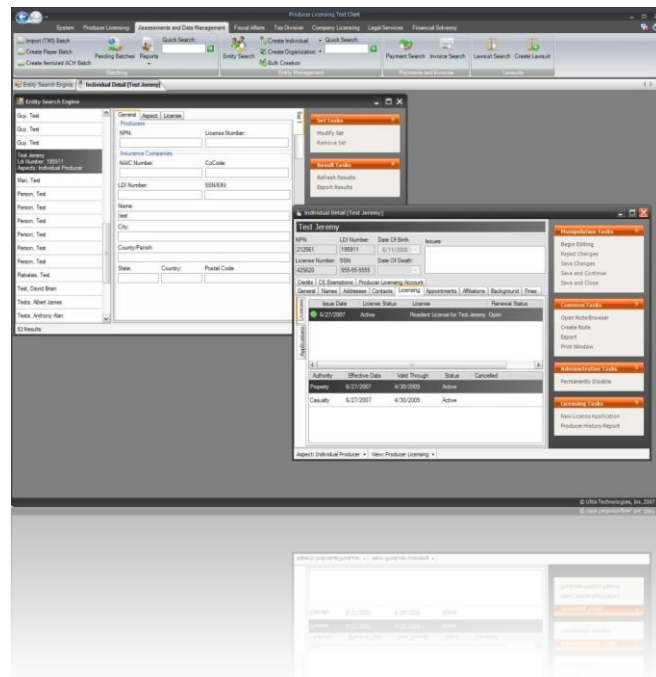 Producer Licensing Test Client
System Producer Licensing Assessments and Data Management Fiscal Affairs Tax Division Company Licensing Legal Services Financial Solvency
Import ITMS Batch
Create Paper Batch
Create Itemized ACH Batch
Pending Batches Reports
Quick Search:
Entity Search
Create Individual
Create Organization
Bulk Creation
Quick Search:
Payment Search Invoice Search
Lawsuit Search Create Lawsuit
Batching
Entity Management
Payments and Invoices
Lawsuits
Entity Search Engine Individual Detail [Test Jeremy]
Entity Search Engine
Guy, Test
Guy, Test
Guy, Test
Test Jeremy
Ldi Number: 195911
Aspects: Individual Producer
Man, Test
Person, Test
Person, Test
Person, Test
Person, Test
Person, Test
Person, Test
Rabalais, Test
Test, David Brian
Tests, Albert James
Tests, Anthony Alan
53 Results
General Aspect License
Producers
NPN: License Number:
Insurance Companies
NAIC Number: CoCode:
LDI Number: SSN/EIN:
Name:
test
City:
County/Parish:
State: Country: Postal Code:
Set 1
Set Tasks
Modify Set
Remove Set
Result Tasks
Refresh Results
Export Results
Individual Detail [Test Jeremy]
Test Jeremy
NPN: LDI Number: Date Of Birth: Issues:
212561 195911 6/11/2006
License Number: SSN: Date Of Death:
425620 555-55-5555
Credits CE Exemptions Producer Licensing Account
General Names Addresses Contacts Licensing Appointments Affiliations Background Fines
Licenses
Issue Date License Status License Renewal Status
6/27/2007 Active Resident License for Test Jeremy Open
Authority Effective Date Valid Through Status Cancelled
Property 6/27/2007 4/30/2009 Active
Casualty 6/27/2007 4/30/2009 Active
Aspect: Individual Producer View: Producer Licensing
Manipulation Tasks
Begin Editing
Reject Changes
Save Changes
Save and Continue
Save and Close
Common Tasks
Open Note Browser
Create Note
Export
Print Window
Administrative Tasks
Permanently Disable
Licensing Tasks
New License Application
Producer History Report
© Ultix Technologies, Inc. 2007